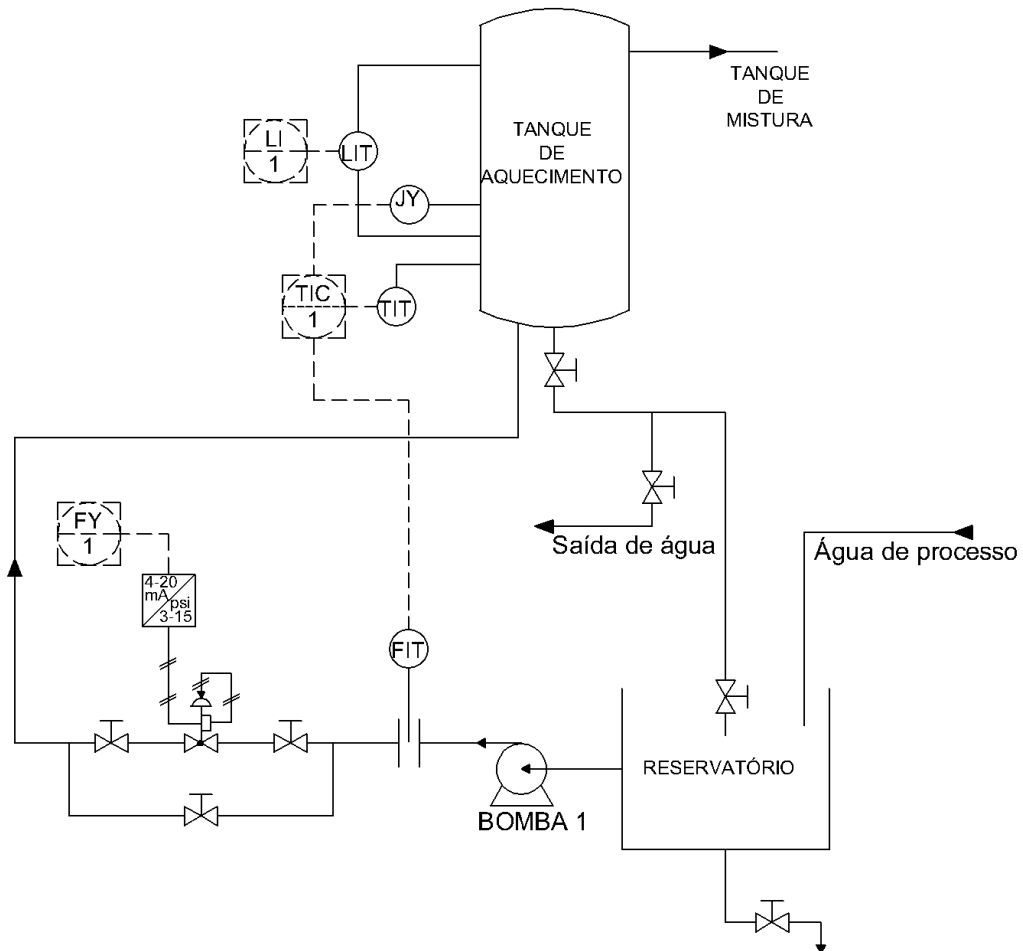 TANQUE
DE
MISTURA
TANQUE
DE
AQUECIMENTO
LI
1
LIT
JY
TIC
1
TIT
FY
1
Saída de água
Água de processo
4-20
mA
psi
3-15
FIT
RESERVATÓRIO
BOMBA 1